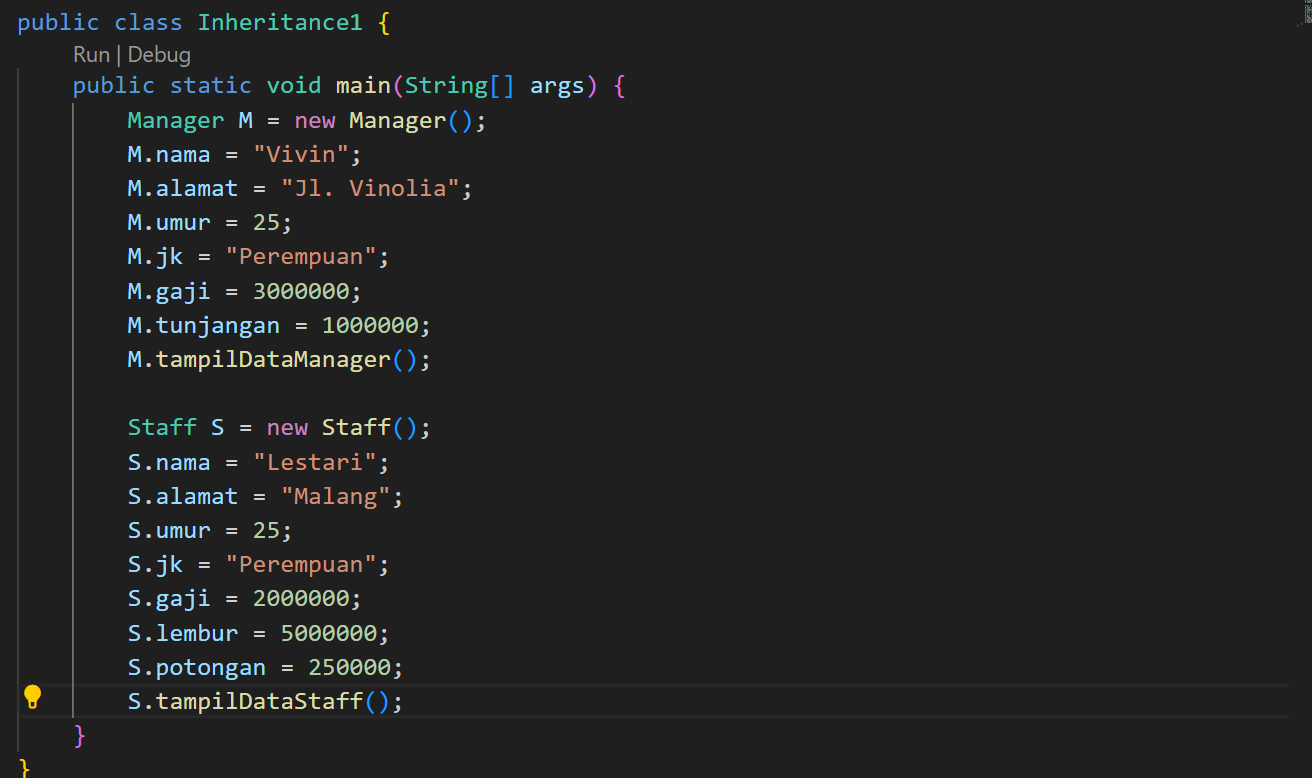 public class Inheritance1 {
Run | Debug
public static void main(String[] args) {
Manager M = new Manager();
M.nama = "Vivin";
M.alamat = "Jl. Vinolia";
M.umur = 25;
M.jk = "Perempuan";
M.gaji = 3000000;
M.tunjangan = 1000000;
M.tampilDataManager();
Staff S = new Staff();
S.nama = "Lestari";
S.alamat = "Malang";
S.umur = 25;
S.jk = "Perempuan";
S.gaji = 2000000;
S.lembur = 5000000;
S.potongan = 250000;
S.tampilDataStaff();
}
}